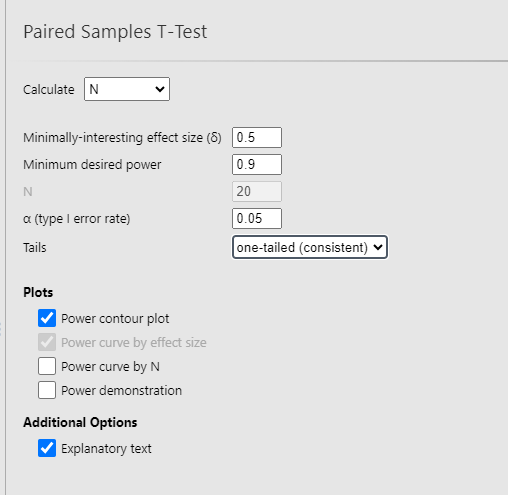 Paired Samples T-Test
Calculate N
Minimally-interesting effect size (δ) 0.5
Minimum desired power 0.9
N 20
α (type I error rate) 0.05
Tails one-tailed (consistent)
Plots
Power contour plot
Power curve by effect size
Power curve by N
Power demonstration
Additional Options
Explanatory text